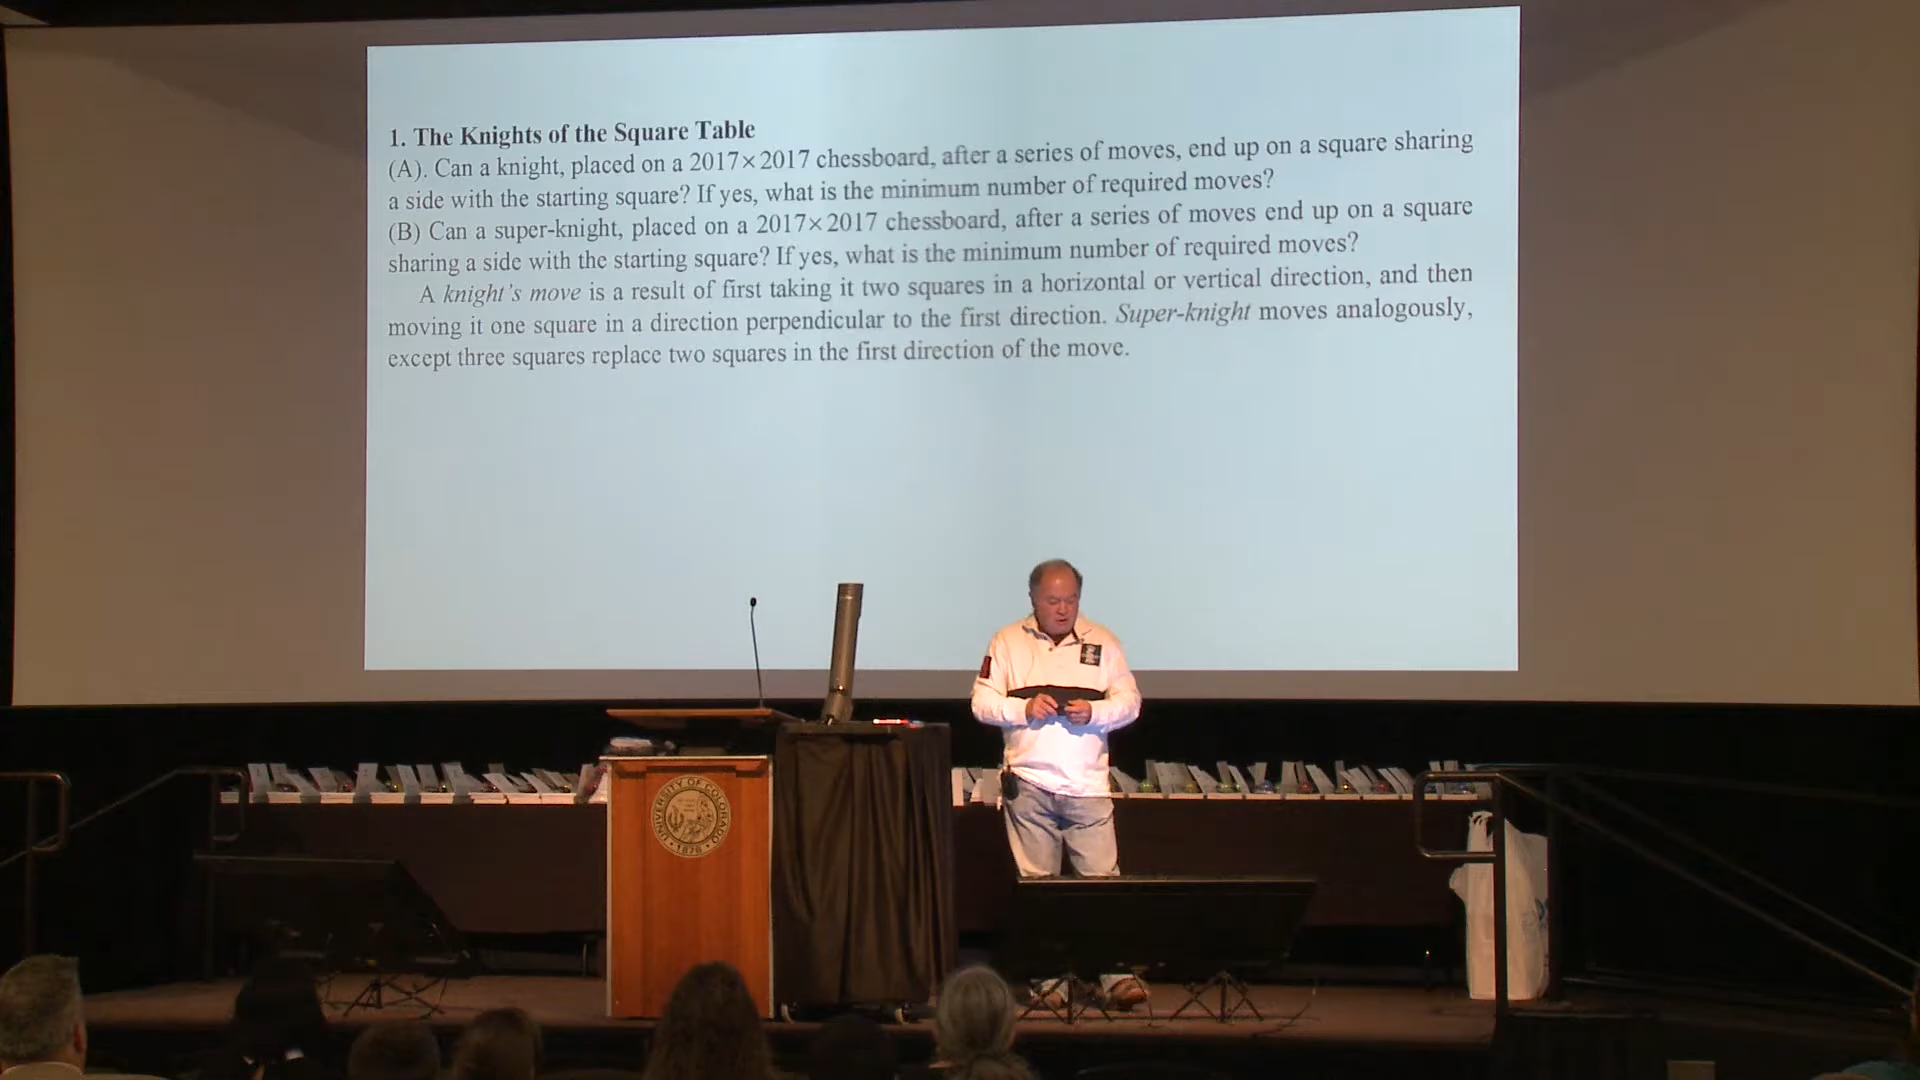 1. The Knights of the Square Table
(A). Can a knight, placed on a 2017×2017 chessboard, after a series of moves, end up on a square sharing
a side with the starting square? If yes, what is the minimum number of required moves?
(B) Can a super-knight, placed on a 2017×2017 chessboard, after a series of moves end up on a square
sharing a side with the starting square? If yes, what is the minimum number of required moves?
A knight's move is a result of first taking it two squares in a horizontal or vertical direction, and then
moving it one square in a direction perpendicular to the first direction. Super-knight moves analogously,
except three squares replace two squares in the first direction of the move.
UNIVERSITY OF COLORADO
1876